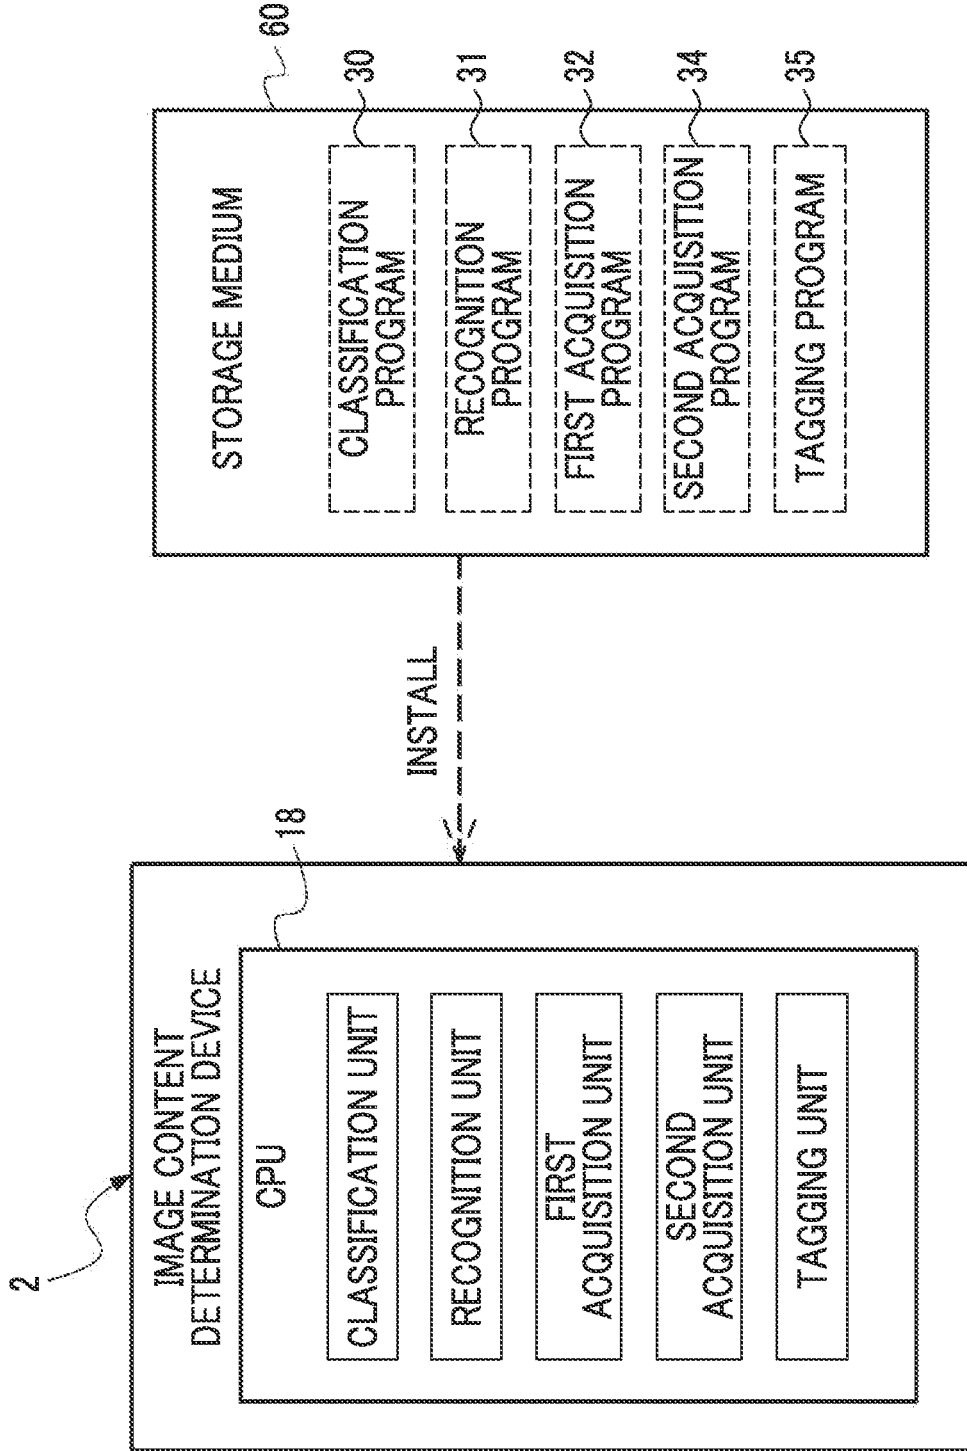 2
IMAGE CONTENT
DETERMINATION DEVICE
CPU
18
CLASSIFICATION UNIT
RECOGNITION UNIT
FIRST
ACQUISITION UNIT
SECOND
ACQUISITION UNIT
TAGGING UNIT
INSTALL
STORAGE MEDIUM
60
CLASSIFICATION
PROGRAM
30
RECOGNITION
PROGRAM
31
FIRST ACQUISITION
PROGRAM
32
SECOND ACQUISITION
PROGRAM
34
TAGGING PROGRAM
35